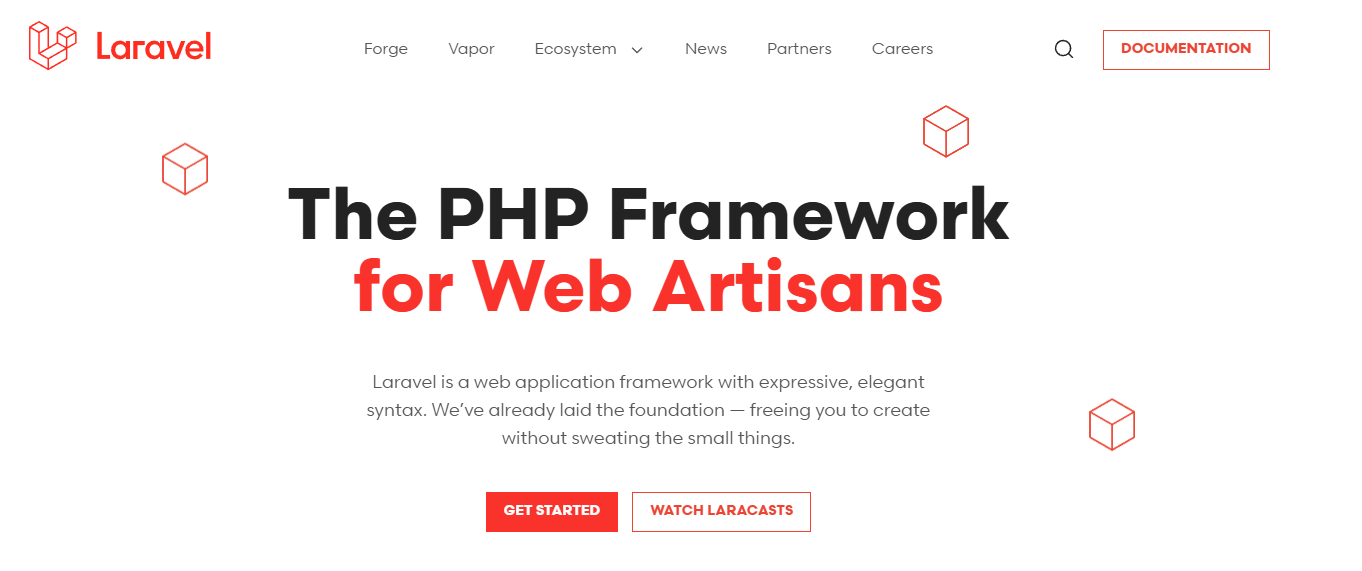 Laravel
Forge
Vapor
Ecosystem
News
Partners
Careers
DOCUMENTATION
The PHP Framework
for Web Artisans
Laravel is a web application framework with expressive, elegant
syntax. We’ve already laid the foundation — freeing you to create
without sweating the small things.
GET STARTED
WATCH LARACASTS